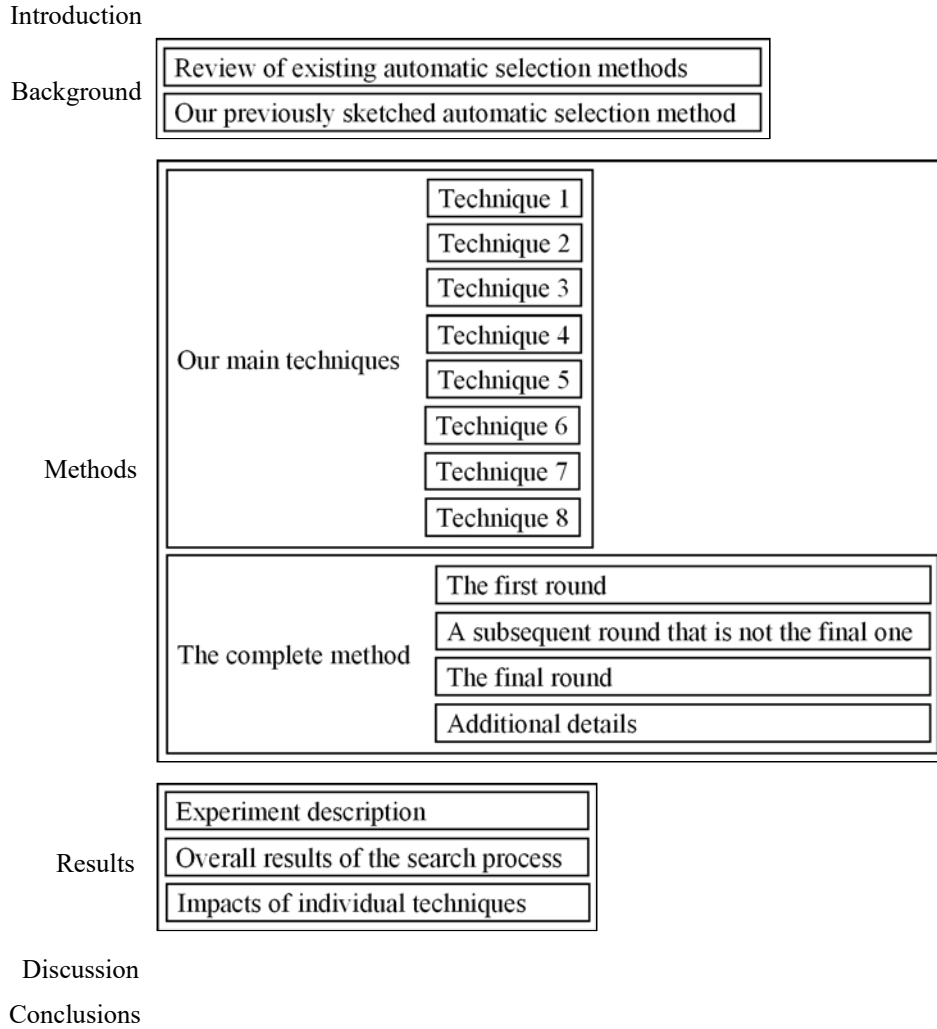 Introduction
Background
Review of existing automatic selection methods
Our previously sketched automatic selection method
Methods
Our main techniques
Technique 1
Technique 2
Technique 3
Technique 4
Technique 5
Technique 6
Technique 7
Technique 8
The complete method
The first round
A subsequent round that is not the final one
The final round
Additional details
Results
Experiment description
Overall results of the search process
Impacts of individual techniques
Discussion
Conclusions